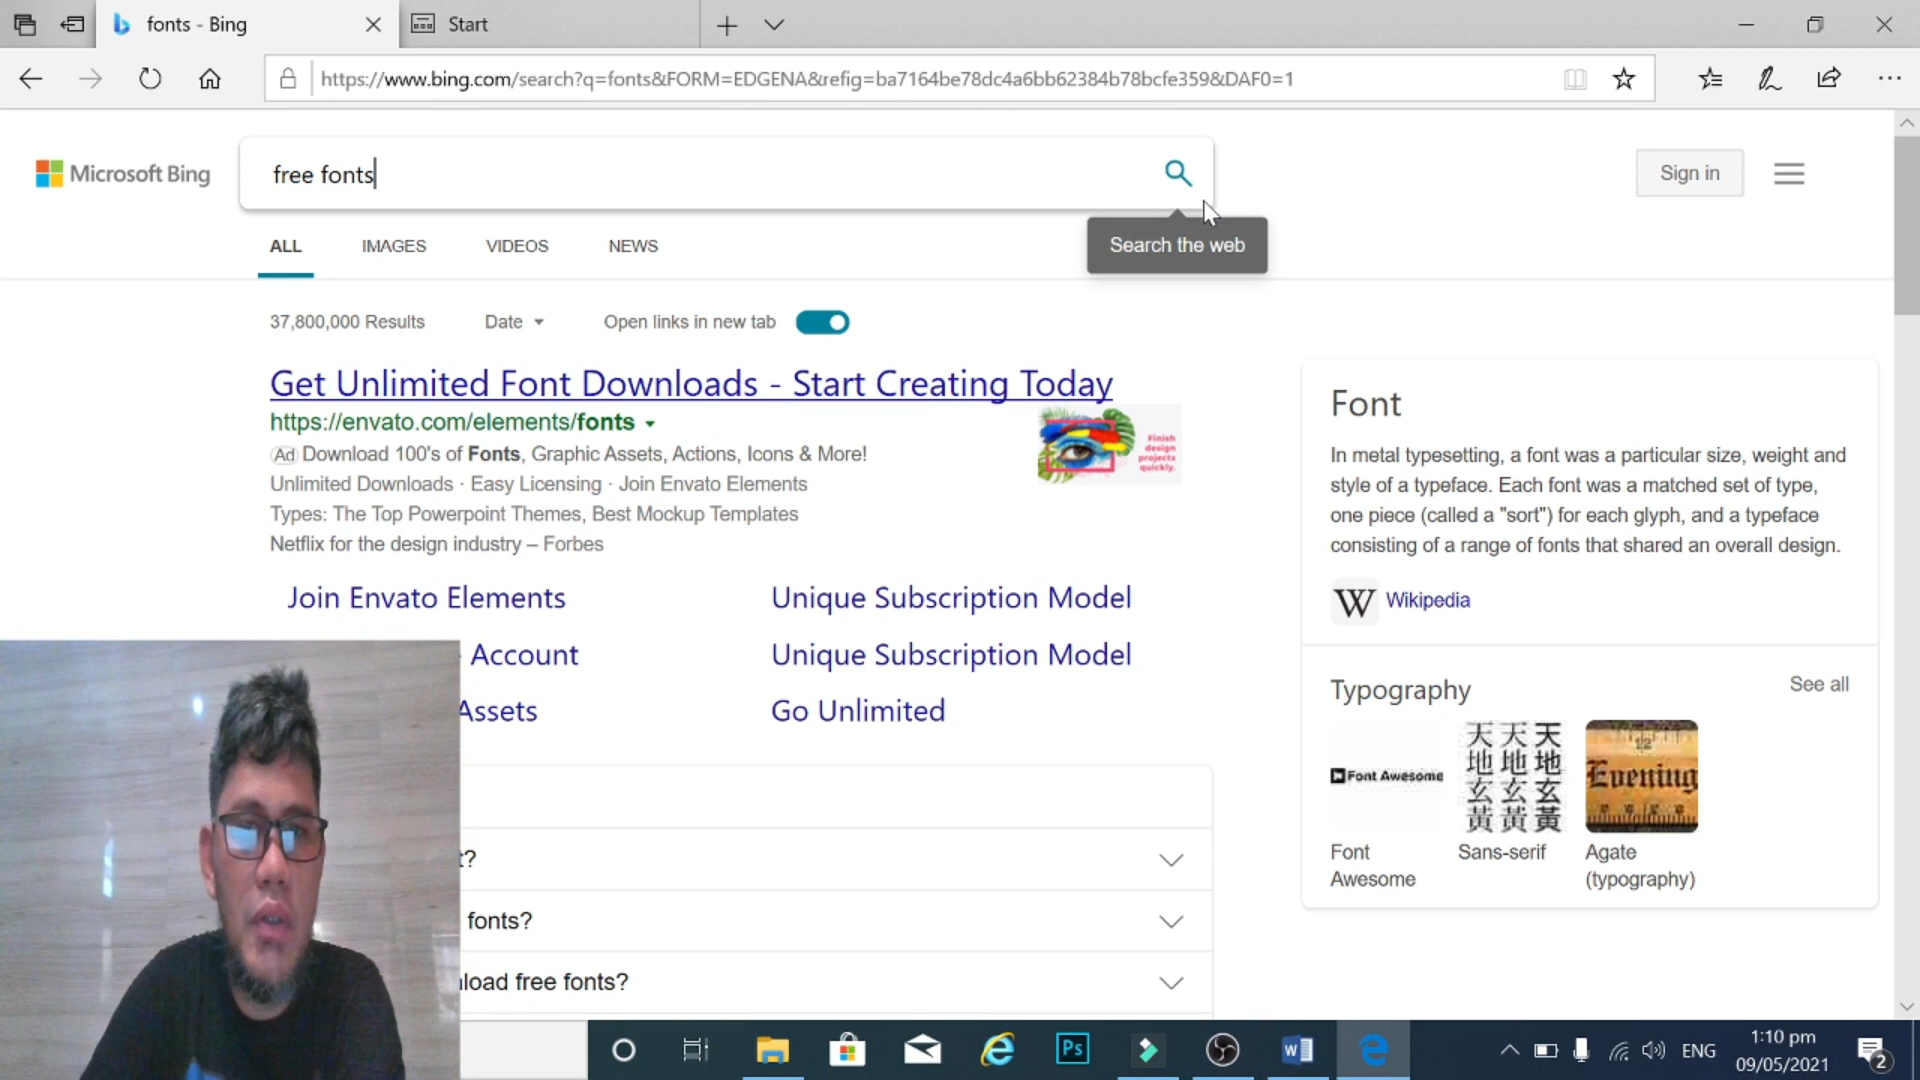 fonts - Bing
Start
https://www.bing.com/search?q=fonts&FORM=EDGENA&refig=ba7164be78dc4a6bb62384b78bcfe359&DAF0=1
Microsoft Bing
free fonts
Sign in
Search the web
ALL IMAGES VIDEOS NEWS
37,800,000 Results Date Open links in new tab
Get Unlimited Font Downloads - Start Creating Today
https://envato.com/elements/fonts
Ad Download 100's of Fonts, Graphic Assets, Actions, Icons & More!
Unlimited Downloads · Easy Licensing · Join Envato Elements
Types: The Top Powerpoint Themes, Best Mockup Templates
Netflix for the design industry – Forbes
Finish
design
projects
quickly.
Join Envato Elements Unique Subscription Model
Account Unique Subscription Model
Assets Go Unlimited
t?
fonts?
load free fonts?
Font
In metal typesetting, a font was a particular size, weight and
style of a typeface. Each font was a matched set of type,
one piece (called a "sort") for each glyph, and a typeface
consisting of a range of fonts that shared an overall design.
W Wikipedia
Typography See all
Font Awesome
天天天
地地地
玄玄玄
黃黃黃
12
Evening
Font
Awesome
Sans-serif
Agate
(typography)
Ps
W
ENG
1:10 pm
09/05/2021
2